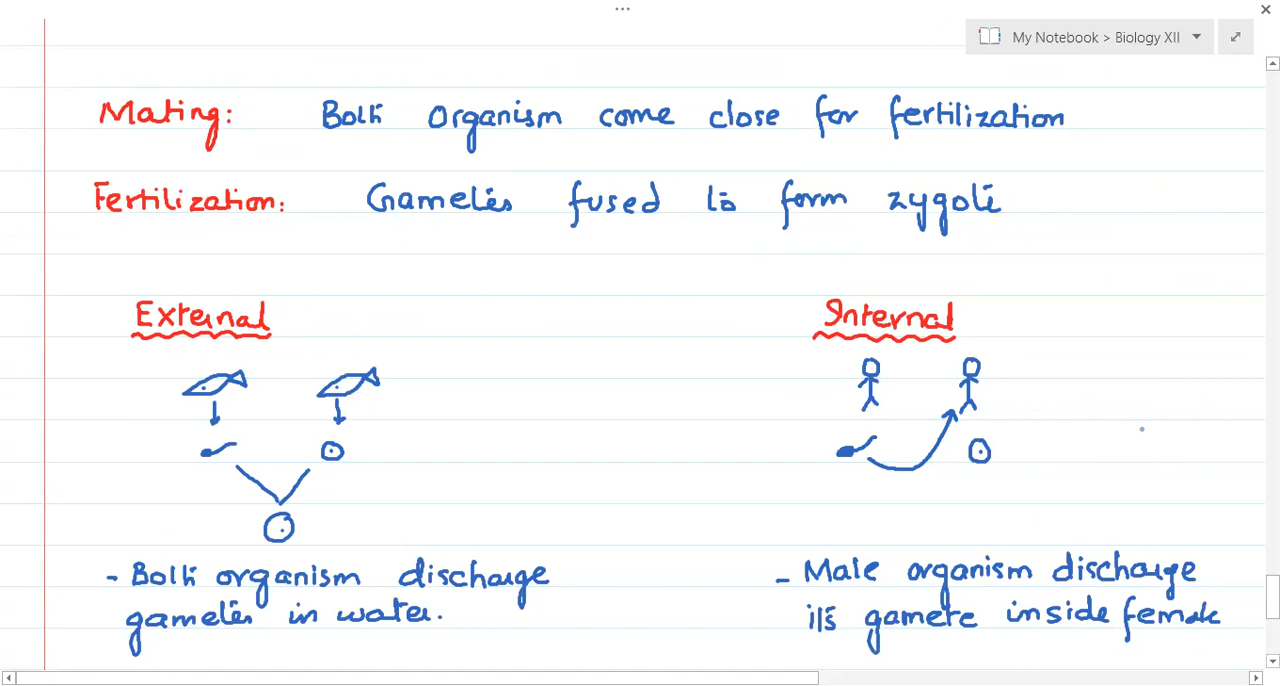 ...
My Notebook > Biology XII
Mating: Both Organism come close for fertilization
Fertilization: Gametes fused to form zygote
External Internal
- Both organism discharge
gametes in water.
- Male organism discharge
it's gamete inside female